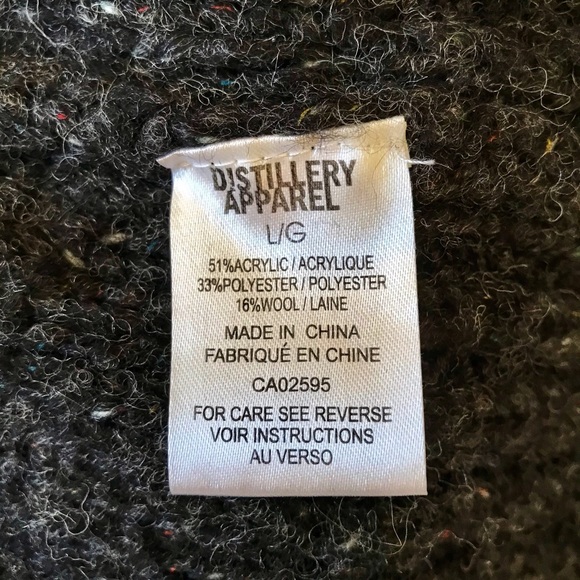 DISTILLERY
APPAREL
L/G
51%ACRYLIC / ACRYLIQUE
33%POLYESTER / POLYESTER
16%WOOL / LAINE
MADE IN CHINA
FABRIQUÉ EN CHINE
CA02595
FOR CARE SEE REVERSE
VOIR INSTRUCTIONS
AU VERSO